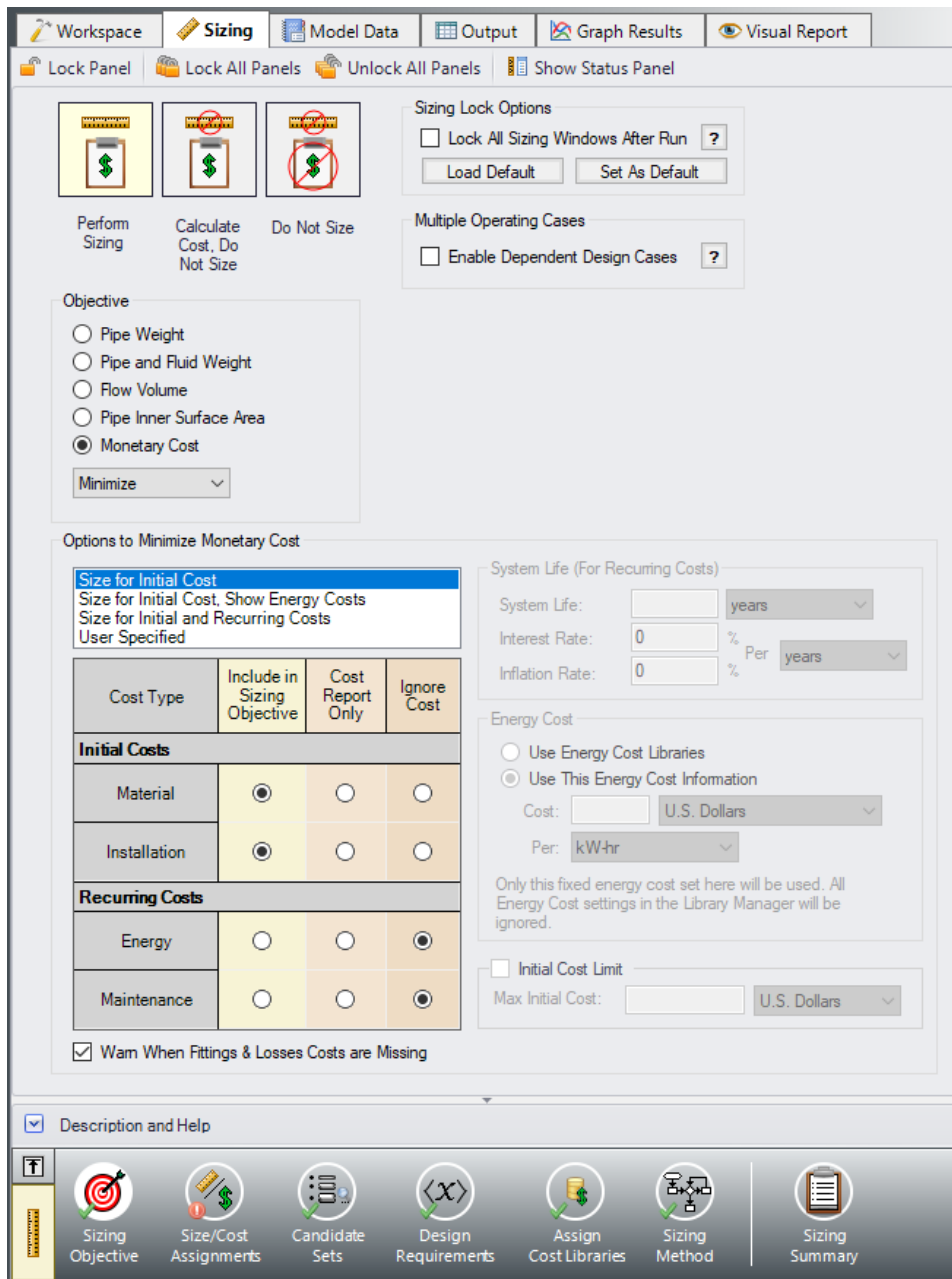 Workspace Sizing Model Data Output Graph Results Visual Report
Lock Panel Lock All Panels Unlock All Panels Show Status Panel
Perform
Sizing
Calculate
Cost, Do
Not Size
Do Not Size
Sizing Lock Options
Lock All Sizing Windows After Run ?
Load Default Set As Default
Multiple Operating Cases
Enable Dependent Design Cases ?
Objective
Pipe Weight
Pipe and Fluid Weight
Flow Volume
Pipe Inner Surface Area
Monetary Cost
Minimize
Options to Minimize Monetary Cost
Size for Initial Cost
Size for Initial Cost, Show Energy Costs
Size for Initial and Recurring Costs
User Specified
Cost Type
Include in
Sizing
Objective
Cost
Report
Only
Ignore
Cost
Initial Costs
Material
Installation
Recurring Costs
Energy
Maintenance
Warn When Fittings & Losses Costs are Missing
System Life (For Recurring Costs)
System Life: years
Interest Rate: 0 %
Inflation Rate: 0 %
Per years
Energy Cost
Use Energy Cost Libraries
Use This Energy Cost Information
Cost: U.S. Dollars
Per: kW-hr
Only this fixed energy cost set here will be used. All
Energy Cost settings in the Library Manager will be
ignored.
Initial Cost Limit
Max Initial Cost: U.S. Dollars
Description and Help
Sizing
Objective
Size/Cost
Assignments
Candidate
Sets
Design
Requirements
Assign
Cost Libraries
Sizing
Method
Sizing
Summary